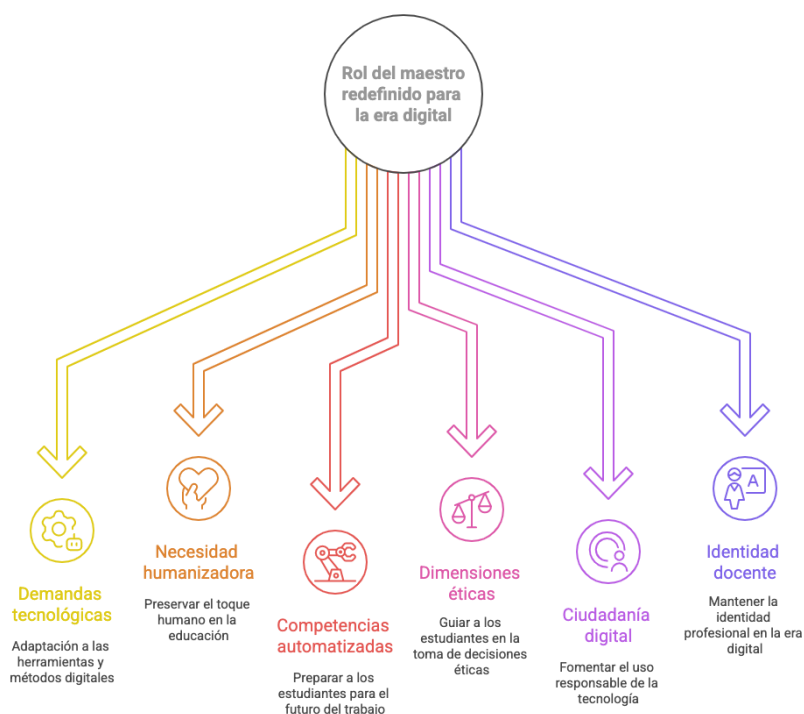 Rol del maestro
redefinido para
la era digital
Demandas
tecnológicas
Adaptación a las
herramientas y
métodos digitales
Necesidad
humanizadora
Preservar el toque
humano en la
educación
Competencias
automatizadas
Preparar a los
estudiantes para el
futuro del trabajo
Dimensiones
éticas
Guiar a los
estudiantes en la
toma de decisiones
éticas
Ciudadanía
digital
Fomentar el uso
responsable de la
tecnología
A
Identidad
docente
Mantener la
identidad
profesional en la era
digital